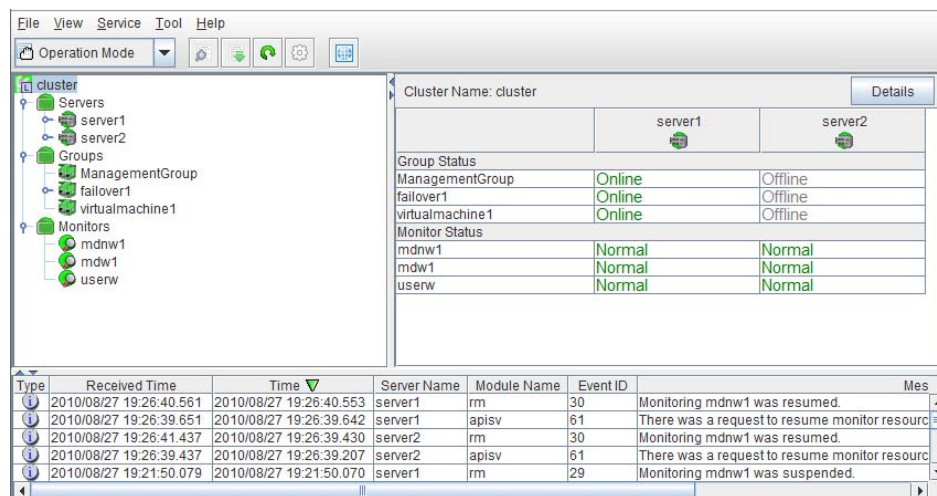 File View Service Tool Help
Operation Mode
cluster
Servers
server1
server2
Groups
ManagementGroup
failover1
virtualmachine1
Monitors
mdnw1
mdw1
userw
Cluster Name: cluster Details
server1 server2
Group Status
ManagementGroup Online Offline
failover1 Online Offline
virtualmachine1 Online Offline
Monitor Status
mdnw1 Normal Normal
mdw1 Normal Normal
userw Normal Normal
Type Received Time Time Server Name Module Name Event ID Mes
2010/08/27 19:26:40.561 2010/08/27 19:26:40.553 server1 rm 30 Monitoring mdnw1 was resumed.
2010/08/27 19:26:39.651 2010/08/27 19:26:39.642 server1 apisv 61 There was a request to resume monitor resourc
2010/08/27 19:26:41.437 2010/08/27 19:26:39.430 server2 rm 30 Monitoring mdnw1 was resumed.
2010/08/27 19:26:39.437 2010/08/27 19:26:39.207 server2 apisv 61 There was a request to resume monitor resourc
2010/08/27 19:21:50.079 2010/08/27 19:21:50.070 server1 rm 29 Monitoring mdnw1 was suspended.